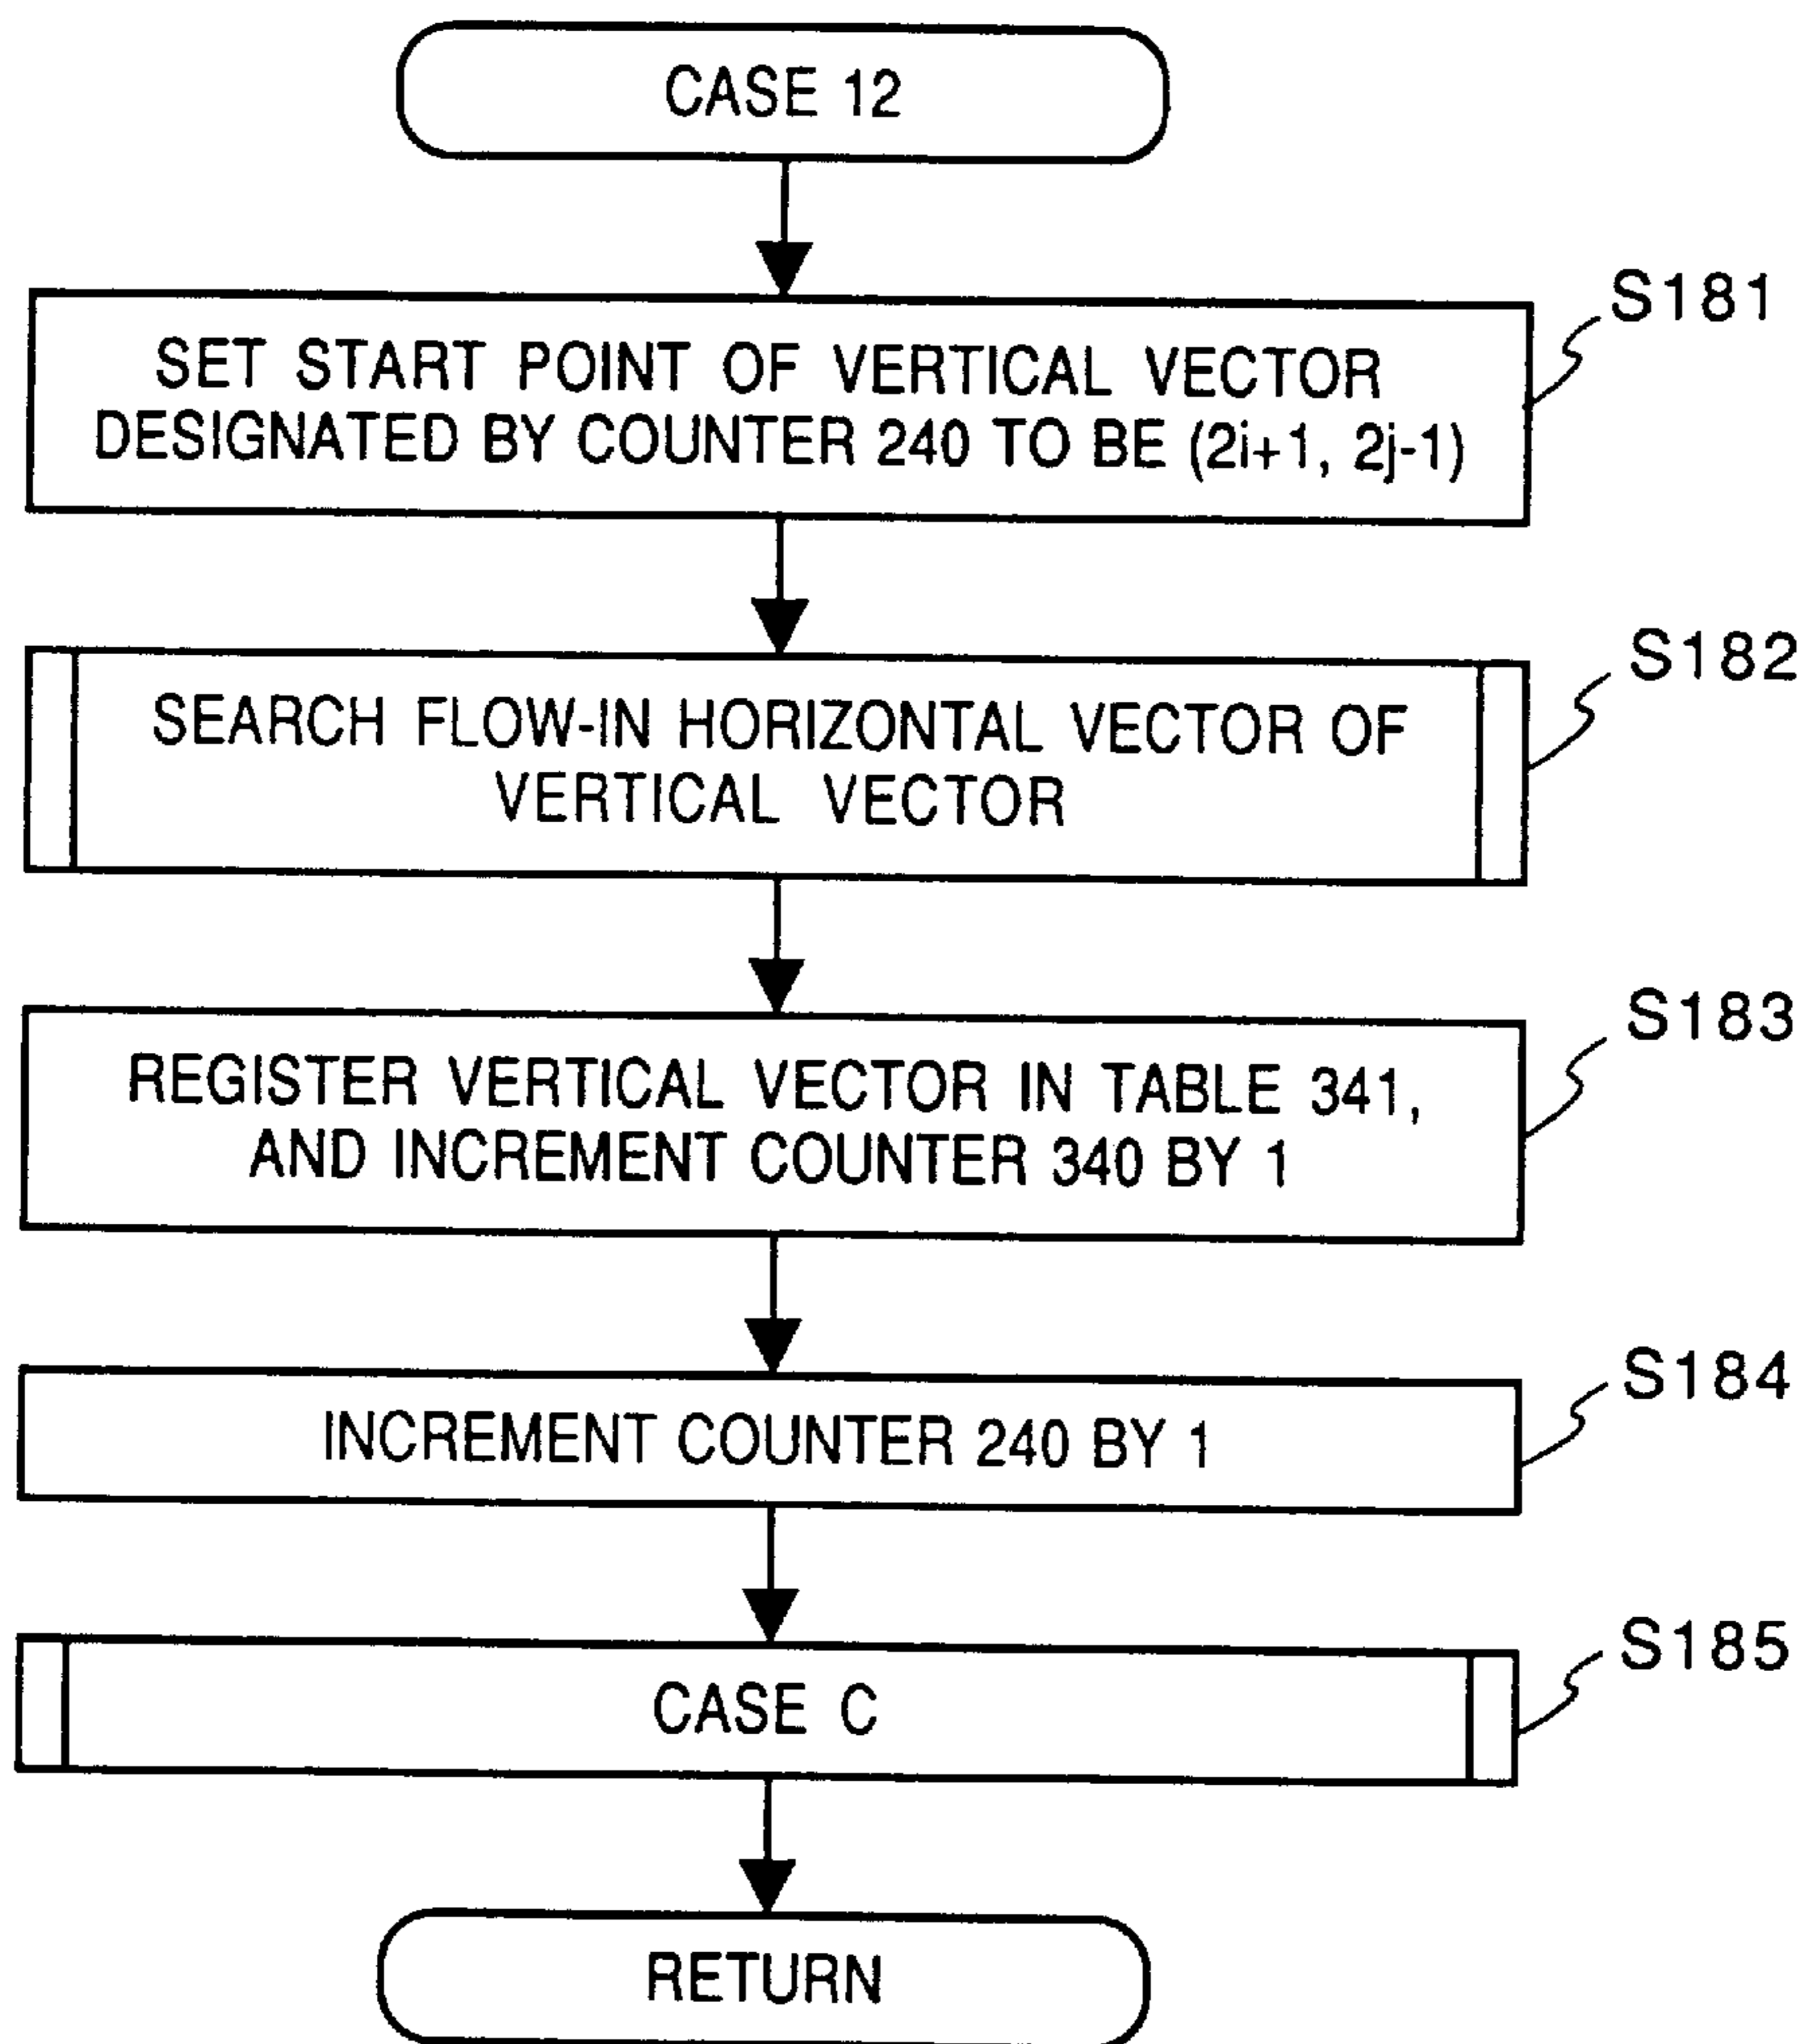 CASE 12
S181
SET START POINT OF VERTICAL VECTOR
DESIGNATED BY COUNTER 240 TO BE (2i+1, 2j-1)
S182
SEARCH FLOW-IN HORIZONTAL VECTOR OF
VERTICAL VECTOR
S183
REGISTER VERTICAL VECTOR IN TABLE 341,
AND INCREMENT COUNTER 340 BY 1
S184
INCREMENT COUNTER 240 BY 1
S185
CASE C
RETURN